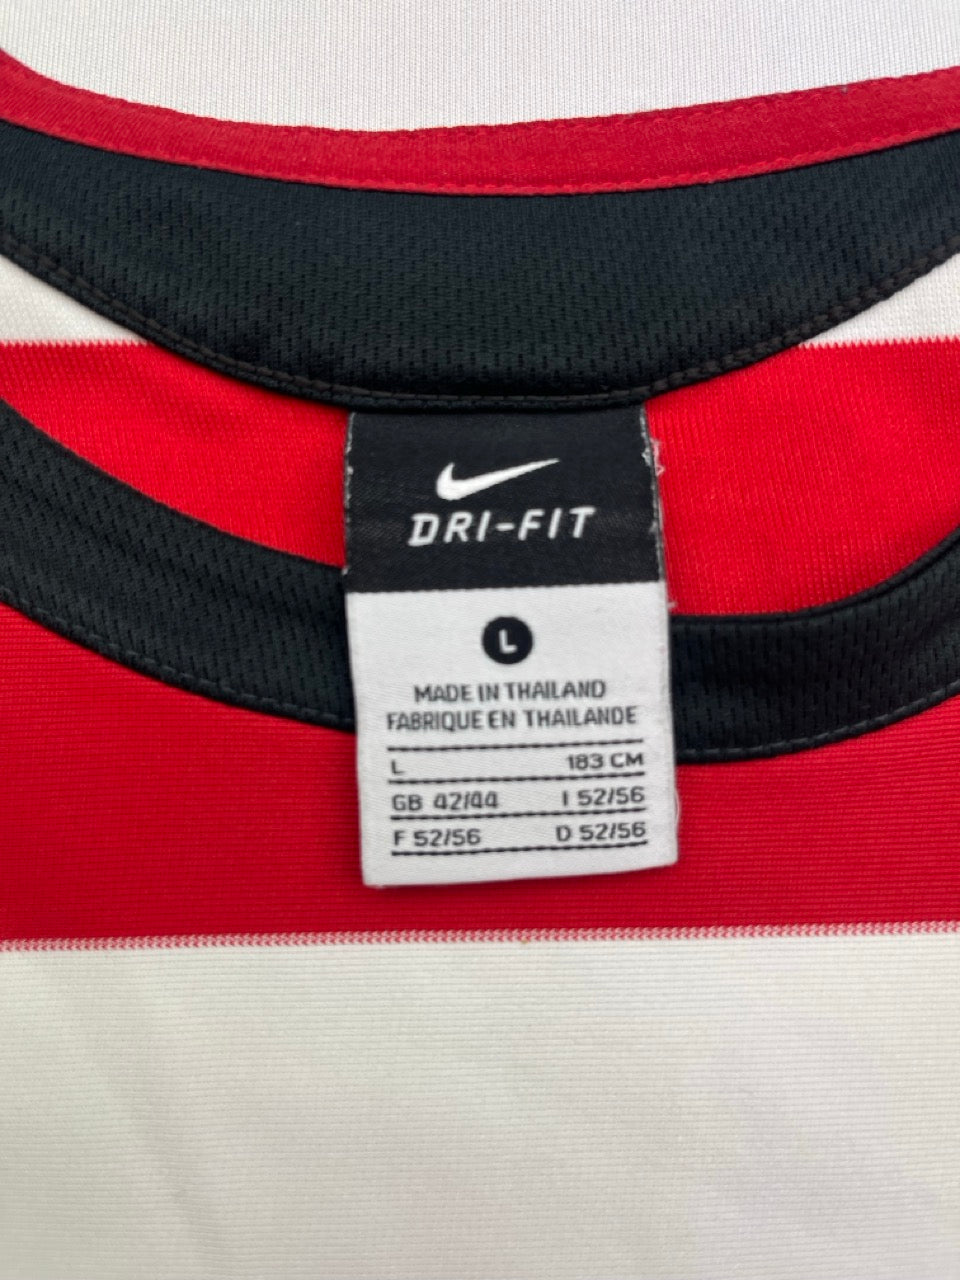 DRI-FIT
L
MADE IN THAILAND
FABRIQUE EN THAILANDE
L 183 CM
GB 42/44 I 52/56
F 52/56 D 52/56